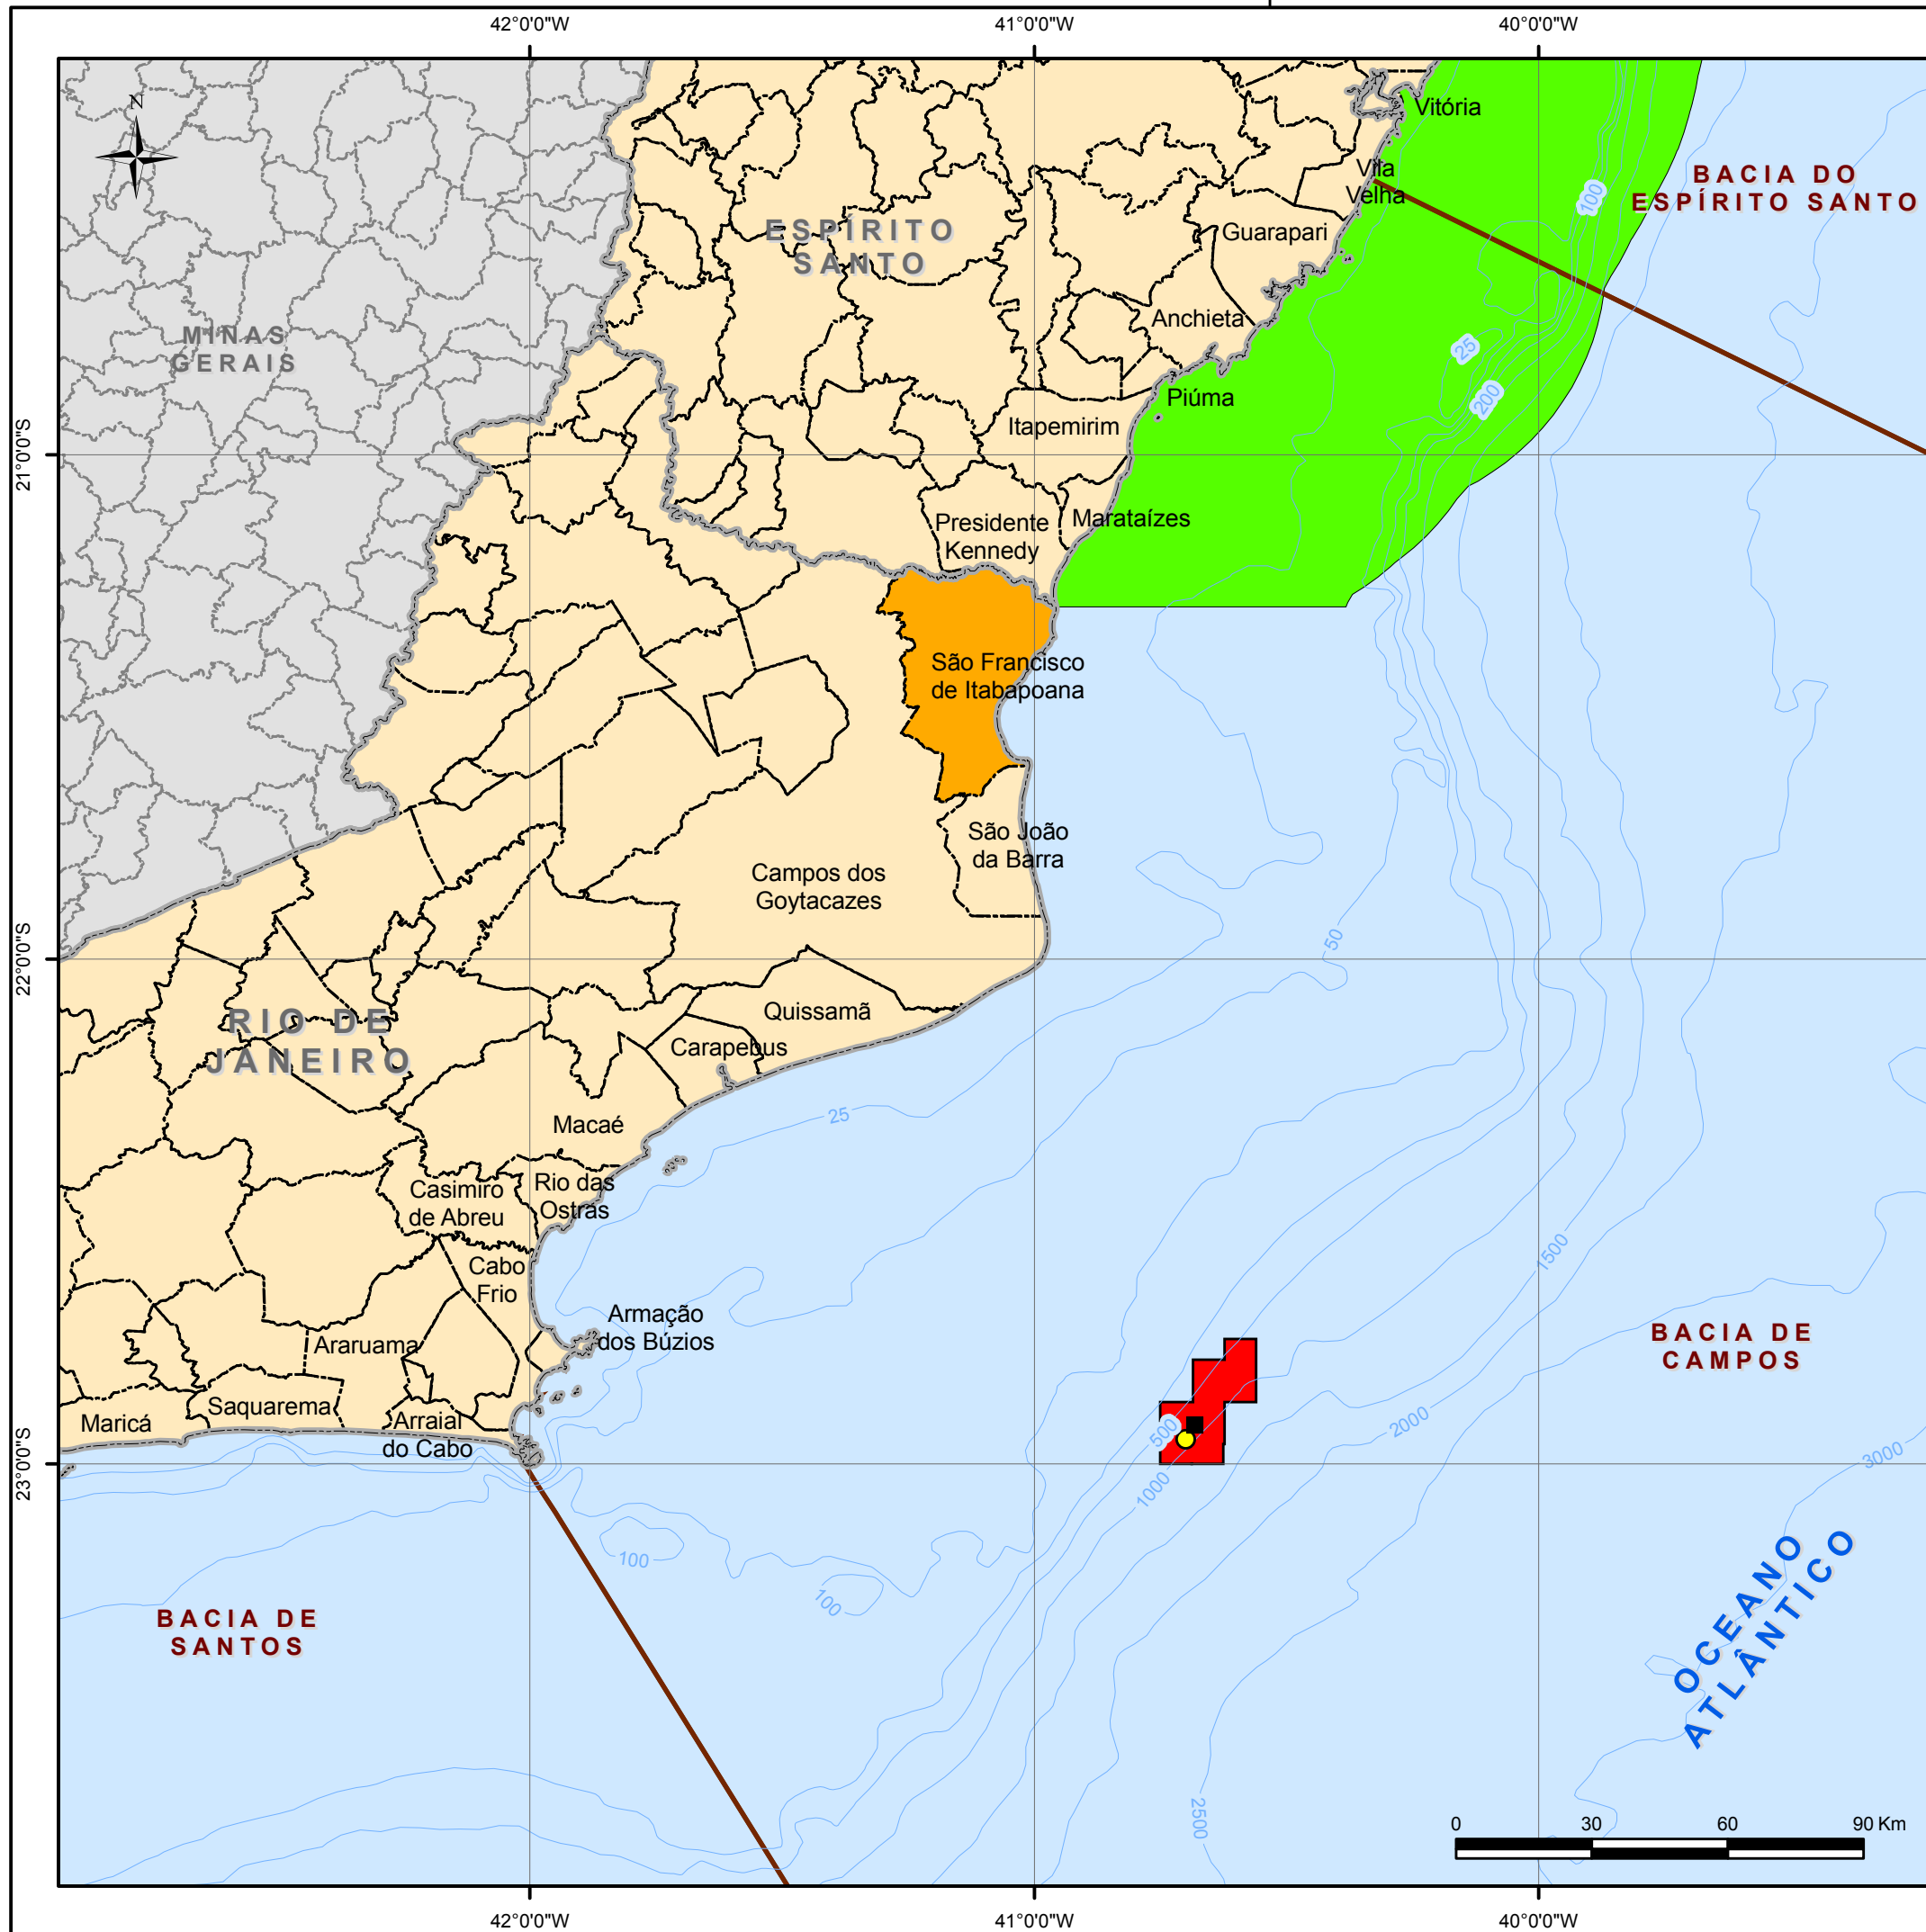 42°0'0"W
41°0'0"W
40°0'0"W
N
Vitória
Vila
Velha
BACIA DO
ESPÍRITO SANTO
ESPÍRITO
SANTO
Guarapari
100
MINAS
GERAIS
Anchieta
25
Piúma
200
Itapemirim
21°0'0"S
Presidente
Kennedy
Marataízes
São Francisco
de Itabapoana
São João
da Barra
Campos dos
Goytacazes
50
22°0'0"S
Quissamã
RIO DE
JANEIRO
Carapebus
25
Macaé
Casimiro
de Abreu
Rio das
Ostras
Cabo
Frio
1500
Armação
dos Búzios
Araruama
BACIA DE
CAMPOS
Saquarema
Maricá
Arraial
do Cabo
500
2000
3000
23°0'0"S
1000
100
100
OCEANO
ATLÂNTICO
BACIA DE
SANTOS
2500
0 30 60 90 Km
42°0'0"W
41°0'0"W
40°0'0"W